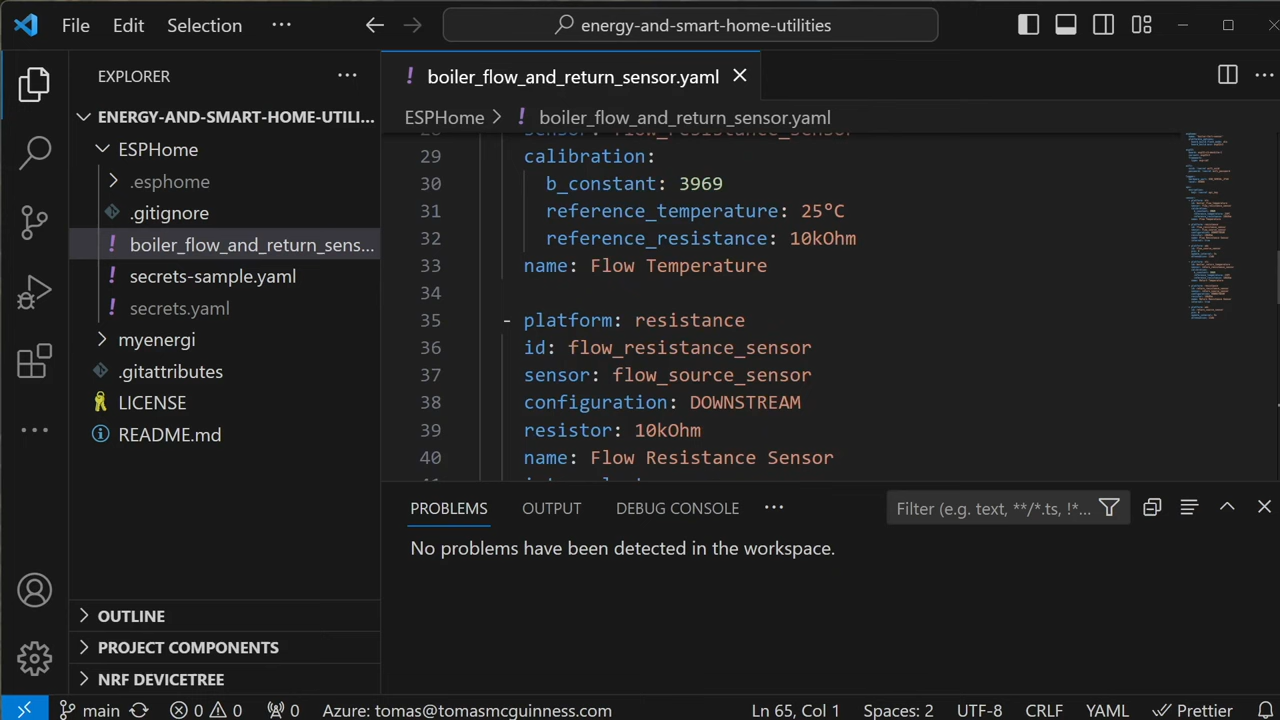 File Edit Selection ··· energy-and-smart-home-utilities
EXPLORER ···
boiler_flow_and_return_sensor.yaml
ENERGY-AND-SMART-HOME-UTILI...
ESPHome
.esphome
.gitignore
boiler_flow_and_return_sens...
secrets-sample.yaml
secrets.yaml
myenergi
.gitattributes
LICENSE
README.md
OUTLINE
PROJECT COMPONENTS
NRF DEVICETREE
ESPHome > boiler_flow_and_return_sensor.yaml
28 sensor: flow_resistance_sensor
29 calibration:
30 b_constant: 3969
31 reference_temperature: 25°C
32 reference_resistance: 10kOhm
33 name: Flow Temperature
34
35 - platform: resistance
36 id: flow_resistance_sensor
37 sensor: flow_source_sensor
38 configuration: DOWNSTREAM
39 resistor: 10kOhm
40 name: Flow Resistance Sensor
PROBLEMS OUTPUT DEBUG CONSOLE ··· Filter (e.g. text, **/*.ts, !*...
No problems have been detected in the workspace.
main 0 0 0 Azure: tomas@tomasmcguinness.com Ln 65, Col 1 Spaces: 2 UTF-8 CRLF YAML Prettier